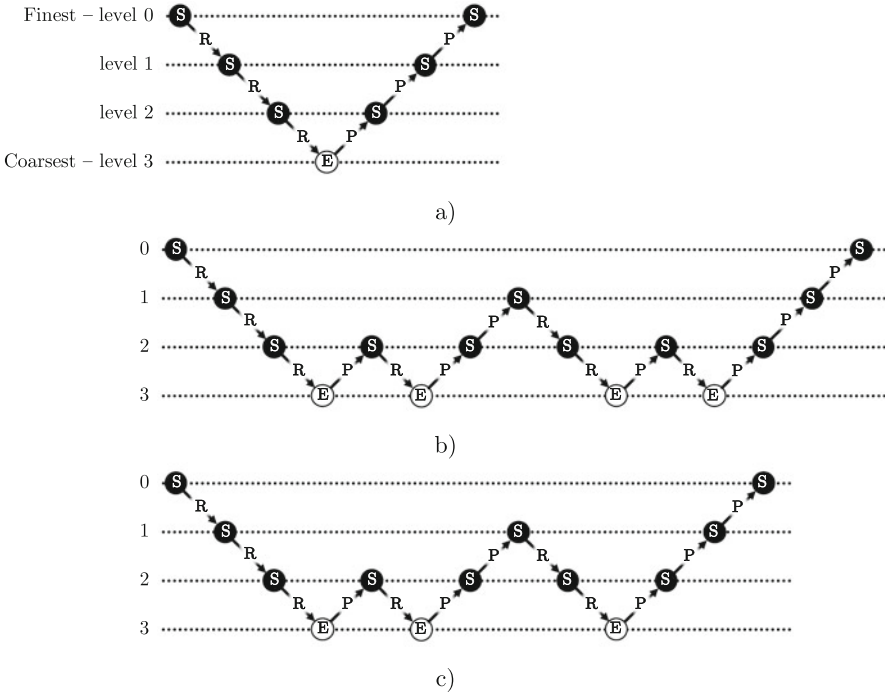 Finest – level 0 S S
R P
level 1 S S
R P
level 2 S S
R P
Coarsest – level 3 E
a)
0 S S
R P
1 S S S
R P R P
2 S S S S S S
R P R P R P R P
3 E E E E
b)
0 S S
R P
1 S S S
R P R P
2 S S S S S
R P R P R P
3 E E E
c)